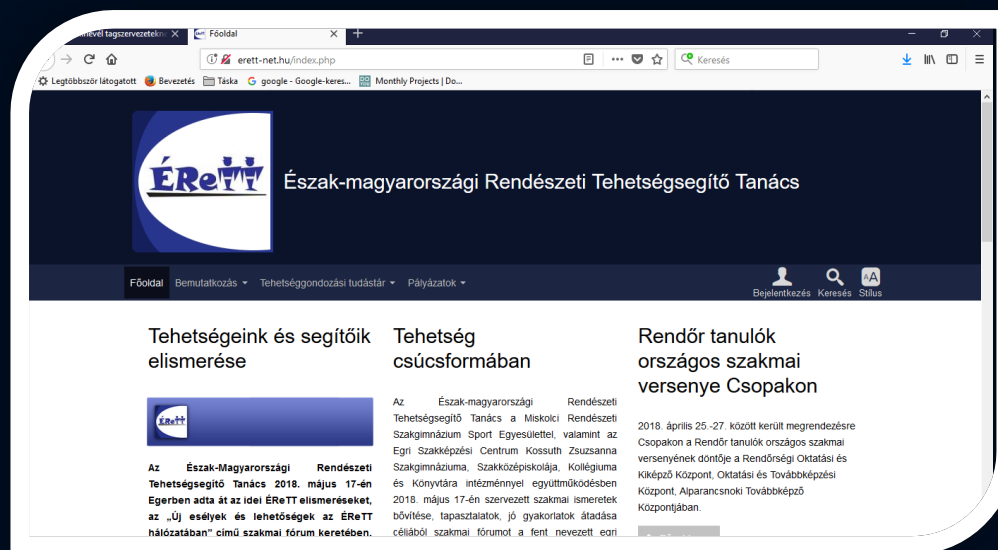 tagszervezetekn
Főoldal
erett-net.hu/index.php
Keresés
Legtöbbször látogatott
Bevezetés
Táska
google - Google-keres...
Monthly Projects | Do...
ÉReTT
Észak-magyarországi Rendészeti Tehetségsegítő Tanács
Főoldal
Bemutatkozás
Tehetséggondozási tudástár
Pályázatok
Bejelentkezés
Keresés
AA
Stílus
Tehetségeink és segítőik
elismerése
ÉReTT
Az Észak-Magyarországi Rendészeti
Tehetségsegítő Tanács 2018. május 17-én
Egerben adta át az idei ÉReTT elismeréseket,
az „Új esélyek és lehetőségek az ÉReTT
hálózatában" című szakmai fórum keretében.
Tehetség
csúcsformában
Az Észak-magyarországi Rendészeti
Tehetségsegítő Tanács a Miskolci Rendészeti
Szakgimnázium Sport Egyesülettel, valamint az
Egri Szakképzési Centrum Kossuth Zsuzsanna
Szakgimnáziuma, Szakközépiskolája, Kollégiuma
és Könyvtára intézménnyel együttműködésben
2018. május 17-én szervezett szakmai ismeretek
bővítése, tapasztalatok, jó gyakorlatok átadása
céljából szakmai fórumot a fent nevezett egri
Rendőr tanulók
országos szakmai
versenye Csopakon
2018. április 25.-27. között került megrendezésre
Csopakon a Rendőr tanulók országos szakmai
versenyének döntője a Rendőrségi Oktatási és
Kiképző Központ, Oktatási és Továbbképzési
Központ, Alparancsnoki Továbbképző
Központjában.